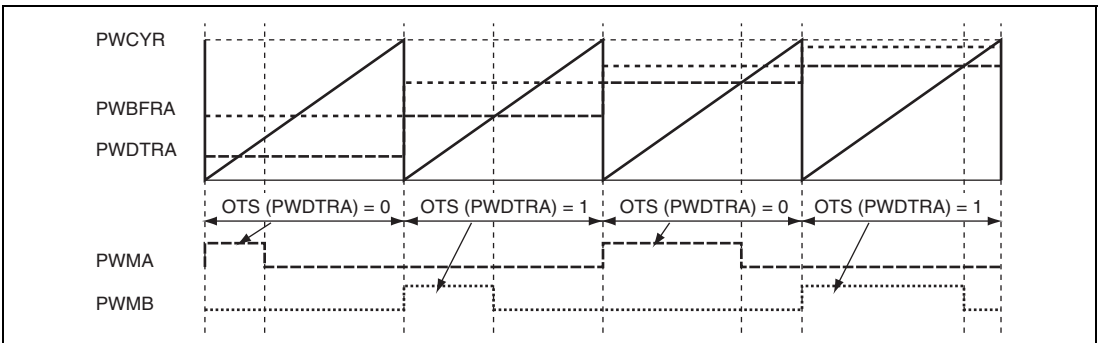 PWCYR
PWBFRA
PWDTRA
OTS (PWDTRA) = 0 OTS (PWDTRA) = 1 OTS (PWDTRA) = 0 OTS (PWDTRA) = 1
PWMA
PWMB